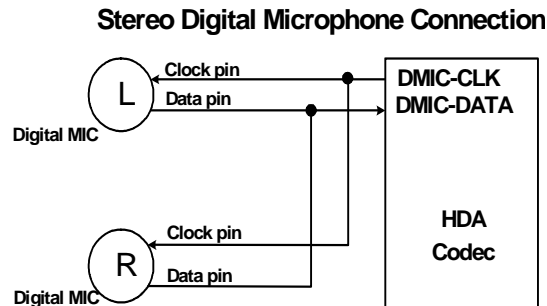 Stereo Digital Microphone Connection
Clock pin
DMIC-CLK
L
Data pin
DMIC-DATA
Digital MIC
HDA
Codec
Clock pin
R
Data pin
Digital MIC